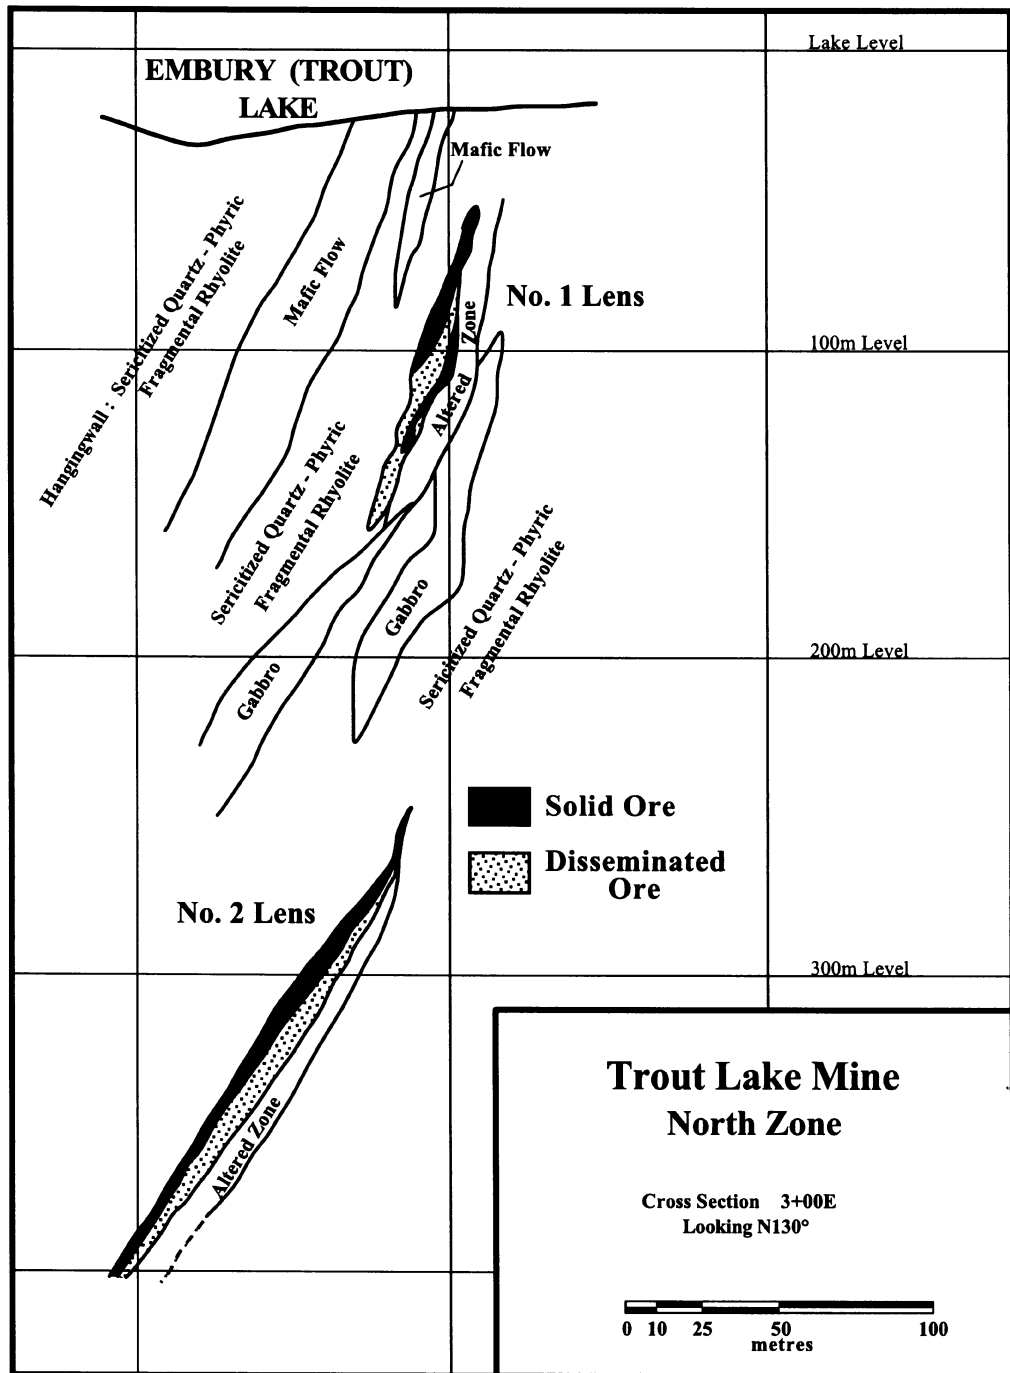 Lake Level
EMBURY (TROUT)
LAKE
Mafic Flow
Hangingwall : Sericitized Quartz - Phyric
Fragmental Rhyolite
Mafic Flow
No. 1 Lens
Zone
Altered
100m Level
Sericitized Quartz - Phyric
Fragmental Rhyolite
Sericitized Quartz - Phyric
Fragmental Rhyolite
Gabbro
Gabbro
200m Level
Solid Ore
Disseminated
Ore
No. 2 Lens
300m Level
Altered Zone
Trout Lake Mine
North Zone
Cross Section 3+00E
Looking N130°
0 10 25 50 100
metres